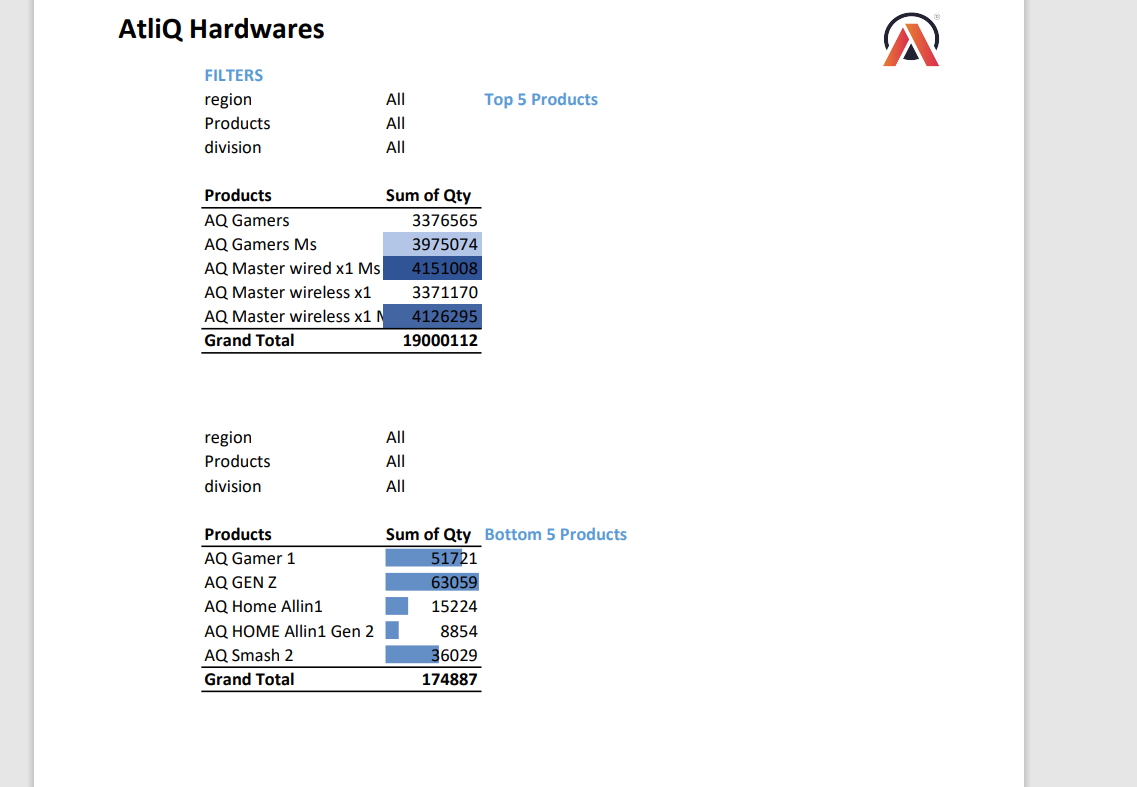 AtliQ Hardwares
®
FILTERS
region All Top 5 Products
Products All
division All
Products Sum of Qty
AQ Gamers 3376565
AQ Gamers Ms 3975074
AQ Master wired x1 Ms 4151008
AQ Master wireless x1 3371170
AQ Master wireless x1 4126295
Grand Total 19000112
region All
Products All
division All
Products Sum of Qty Bottom 5 Products
AQ Gamer 1 51721
AQ GEN Z 63059
AQ Home Allin1 15224
AQ HOME Allin1 Gen 2 8854
AQ Smash 2 36029
Grand Total 174887